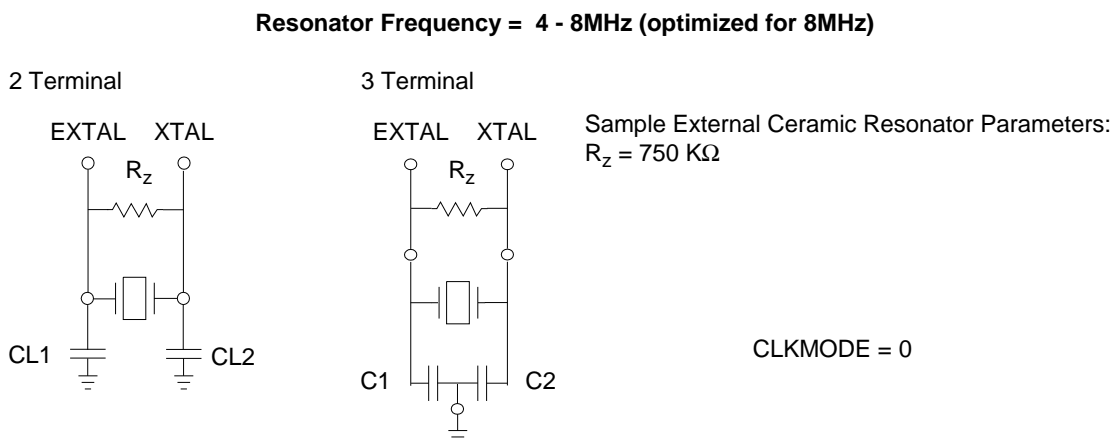 Resonator Frequency = 4 - 8MHz (optimized for 8MHz)
2 Terminal
3 Terminal
EXTAL XTAL
EXTAL XTAL
Sample External Ceramic Resonator Parameters:
Rz = 750 KΩ
Rz
Rz
CL1
CL2
C1
C2
CLKMODE = 0